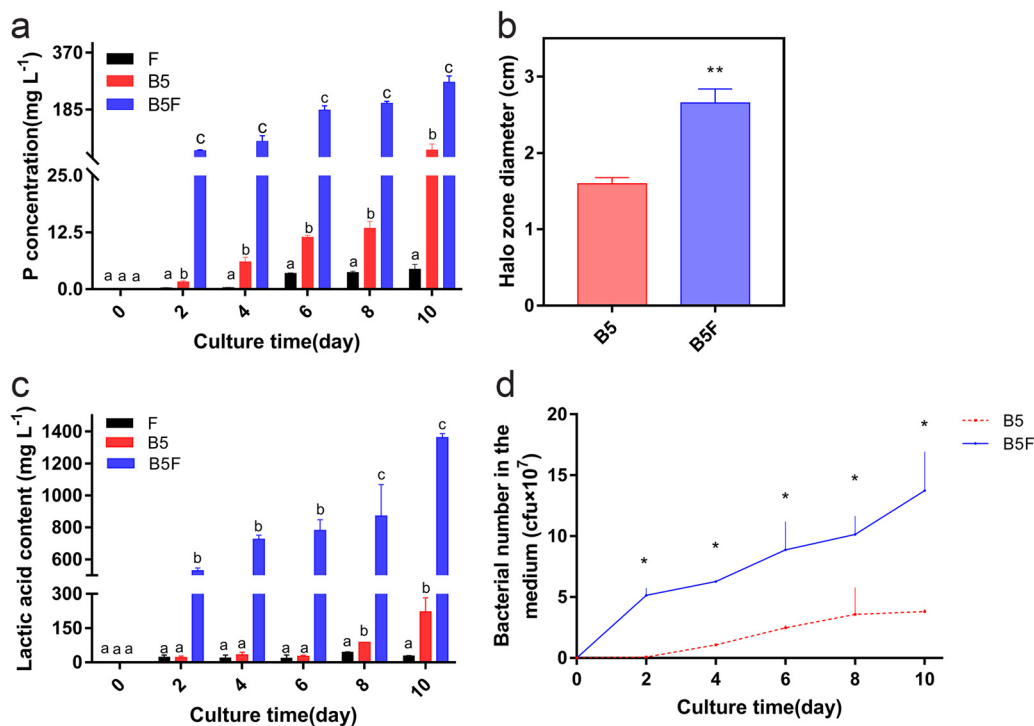 a
P concentration(mg L⁻¹)
370
185
25.0
12.5
0.0
F
B5
B5F
a a a
a b c
a b c
a b c
a b c
a b c
0 2 4 6 8 10
Culture time(day)
b
Halo zone diameter (cm)
3
2
1
0
**
B5 B5F
c
Lactic acid content (mg L⁻¹)
1400
1200
1000
800
600
300
150
0
F
B5
B5F
a a a
a a b
a a b
a a b
a b c
a b c
0 2 4 6 8 10
Culture time(day)
d
Bacterial number in the
medium (cfu×10⁷)
20
15
10
5
0
* * * * *
B5
B5F
0 2 4 6 8 10
Culture time(day)